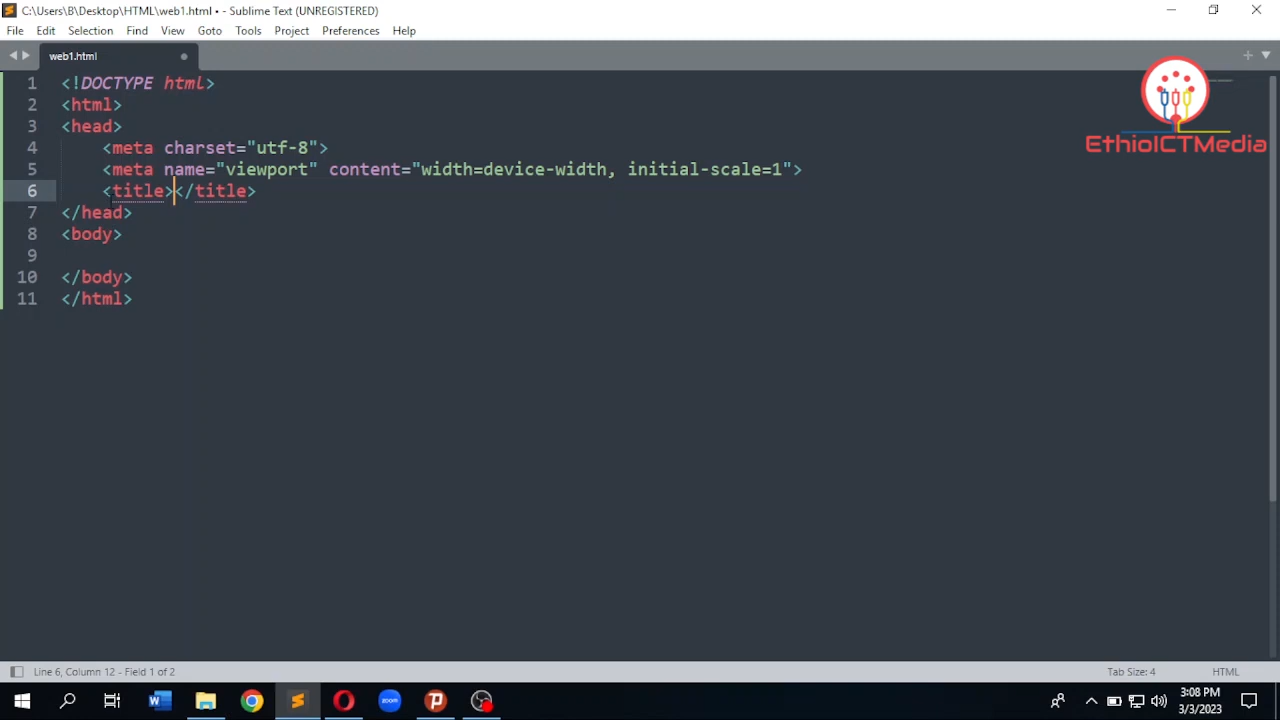 C:\Users\B\Desktop\HTML\web1.html • - Sublime Text (UNREGISTERED)
File Edit Selection Find View Goto Tools Project Preferences Help
web1.html
1 <!DOCTYPE html>
2 <html>
3 <head>
4 <meta charset="utf-8">
5 <meta name="viewport" content="width=device-width, initial-scale=1">
6 <title></title>
7 </head>
8 <body>
9
10 </body>
11 </html>
EthioICTMedia
Line 6, Column 12 - Field 1 of 2 Tab Size: 4 HTML
W zoom P 3:08 PM
3/3/2023